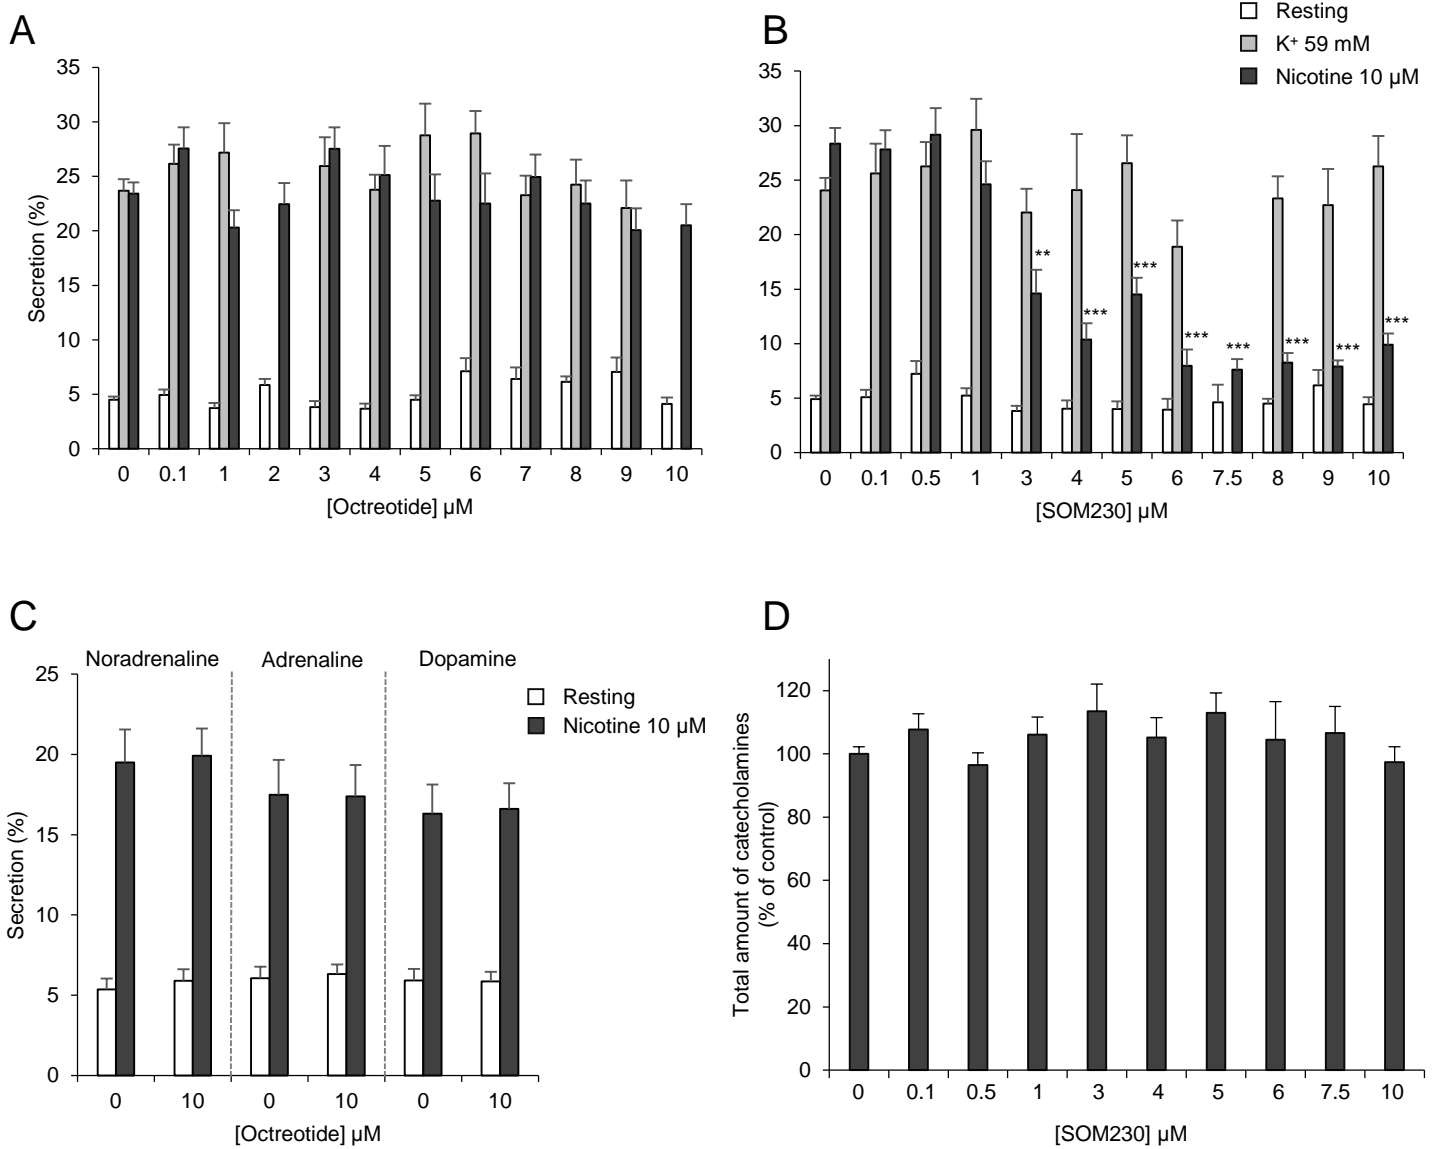 A
35
30
25
20
15
10
5
0
Secretion (%)
0 0.1 1 2 3 4 5 6 7 8 9 10
[Octreotide] µM
B
Resting
K+ 59 mM
Nicotine 10 µM
35
30
25
20
15
10
5
0
** *** *** *** *** *** *** ***
0 0.1 0.5 1 3 4 5 6 7.5 8 9 10
[SOM230] µM
C
Noradrenaline Adrenaline Dopamine
Resting
Nicotine 10 µM
25
20
15
10
5
0
Secretion (%)
0 10 0 10 0 10
[Octreotide] µM
D
120
100
80
60
40
20
0
Total amount of catecholamines
(% of control)
0 0.1 0.5 1 3 4 5 6 7.5 10
[SOM230] µM